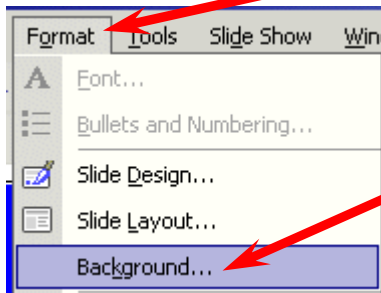 Format Tools Slide Show Win
A Font...
Bullets and Numbering...
Slide Design...
Slide Layout...
Background...